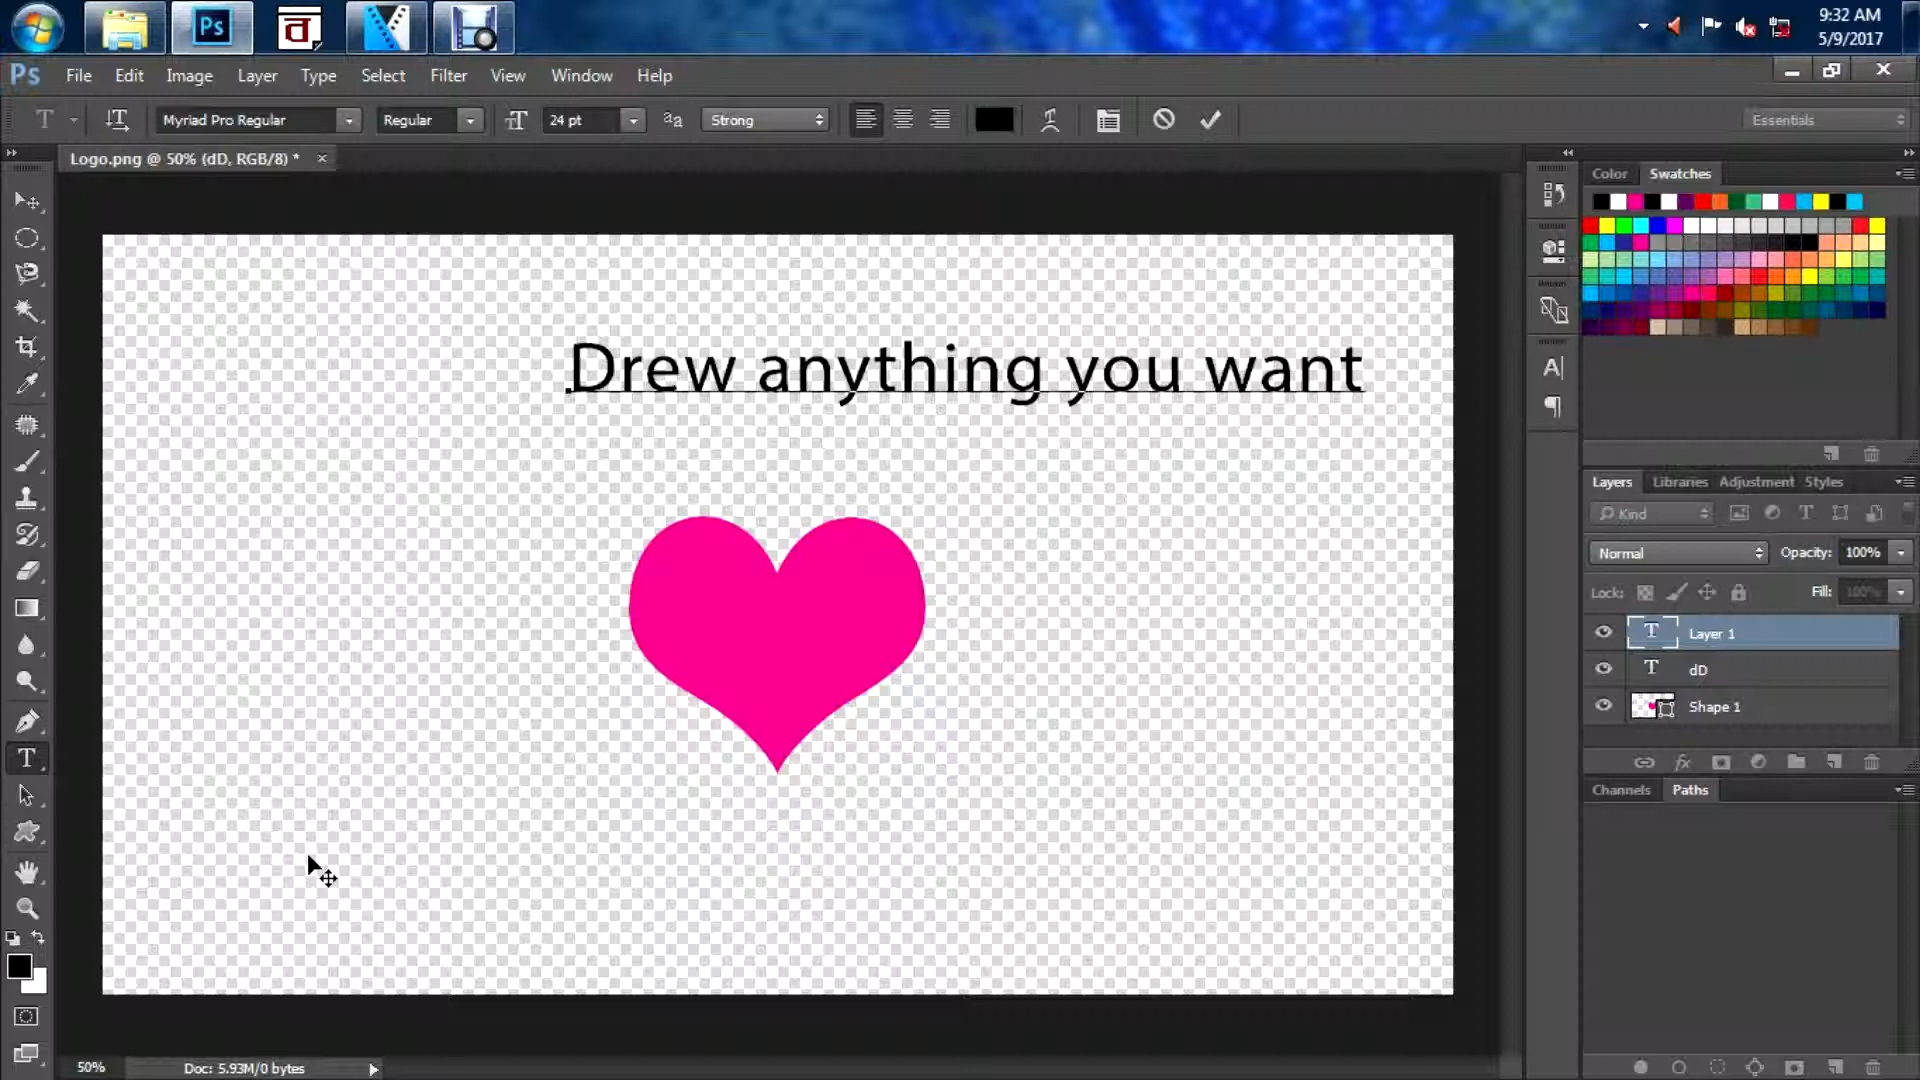 9:32 AM
5/9/2017
Ps
Ps File Edit Image Layer Type Select Filter View Window Help
T Myriad Pro Regular Regular 24 pt aa Strong Essentials
Logo.png @ 50% (dD, RGB/8) *
Color Swatches
Drew anything you want
Layers Libraries Adjustment Styles
Kind
Normal Opacity: 100%
Lock: Fill: 100%
T Layer 1
T dD
Shape 1
Channels Paths
50% Doc: 5.93M/0 bytes